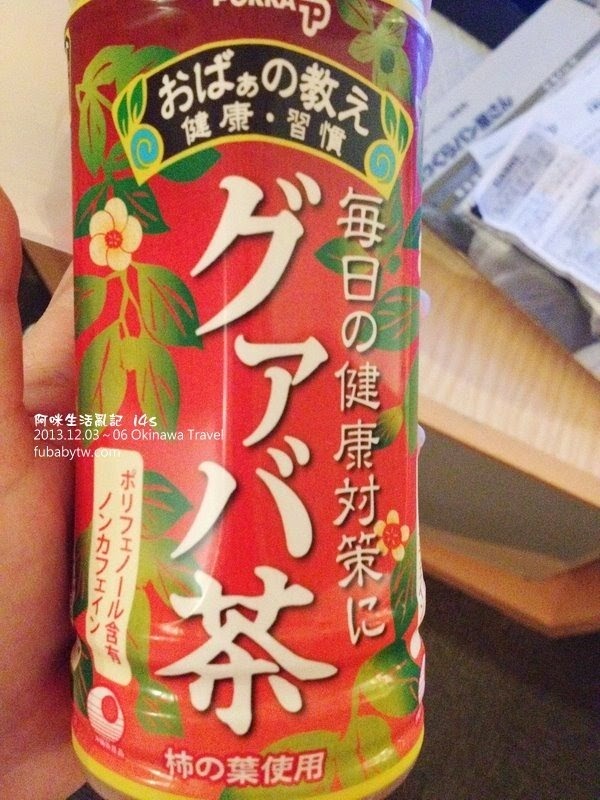 POKKA
おばぁの教え
健康・習慣
毎日の健康対策に
グァバ茶
阿咪生活亂記 i4s
2013.12.03～06 Okinawa Travel
fubabytw.com
ポリフェノール含有
ノンカフェイン
柿の葉使用